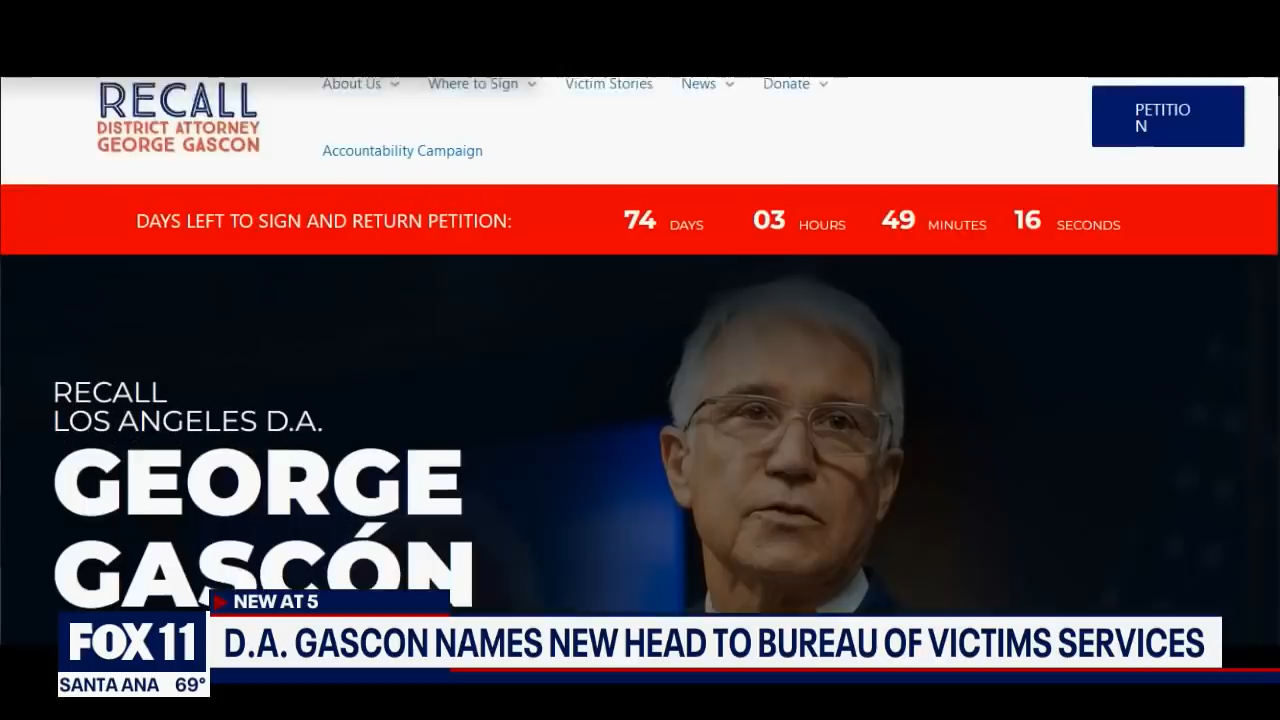 RECALL
DISTRICT ATTORNEY
GEORGE GASCON
About Us
Where to Sign
Victim Stories
News
Donate
Accountability Campaign
PETITIO
N
DAYS LEFT TO SIGN AND RETURN PETITION:
74 DAYS 03 HOURS 49 MINUTES 16 SECONDS
RECALL
LOS ANGELES D.A.
GEORGE
GASCÓN
NEW AT 5
FOX 11
D.A. GASCON NAMES NEW HEAD TO BUREAU OF VICTIMS SERVICES
SANTA ANA 69°